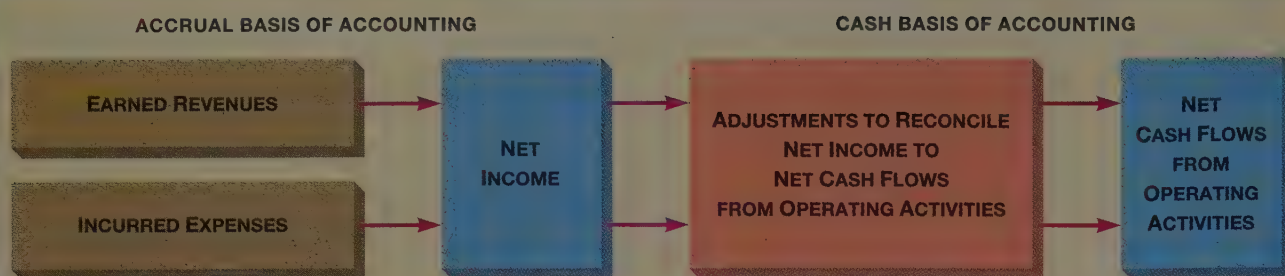 ACCRUAL BASIS OF ACCOUNTING
CASH BASIS OF ACCOUNTING
EARNED REVENUES
INCURRED EXPENSES
NET
INCOME
ADJUSTMENTS TO RECONCILE
NET INCOME TO
NET CASH FLOWS
FROM OPERATING ACTIVITIES
NET
CASH FLOWS
FROM
OPERATING
ACTIVITIES